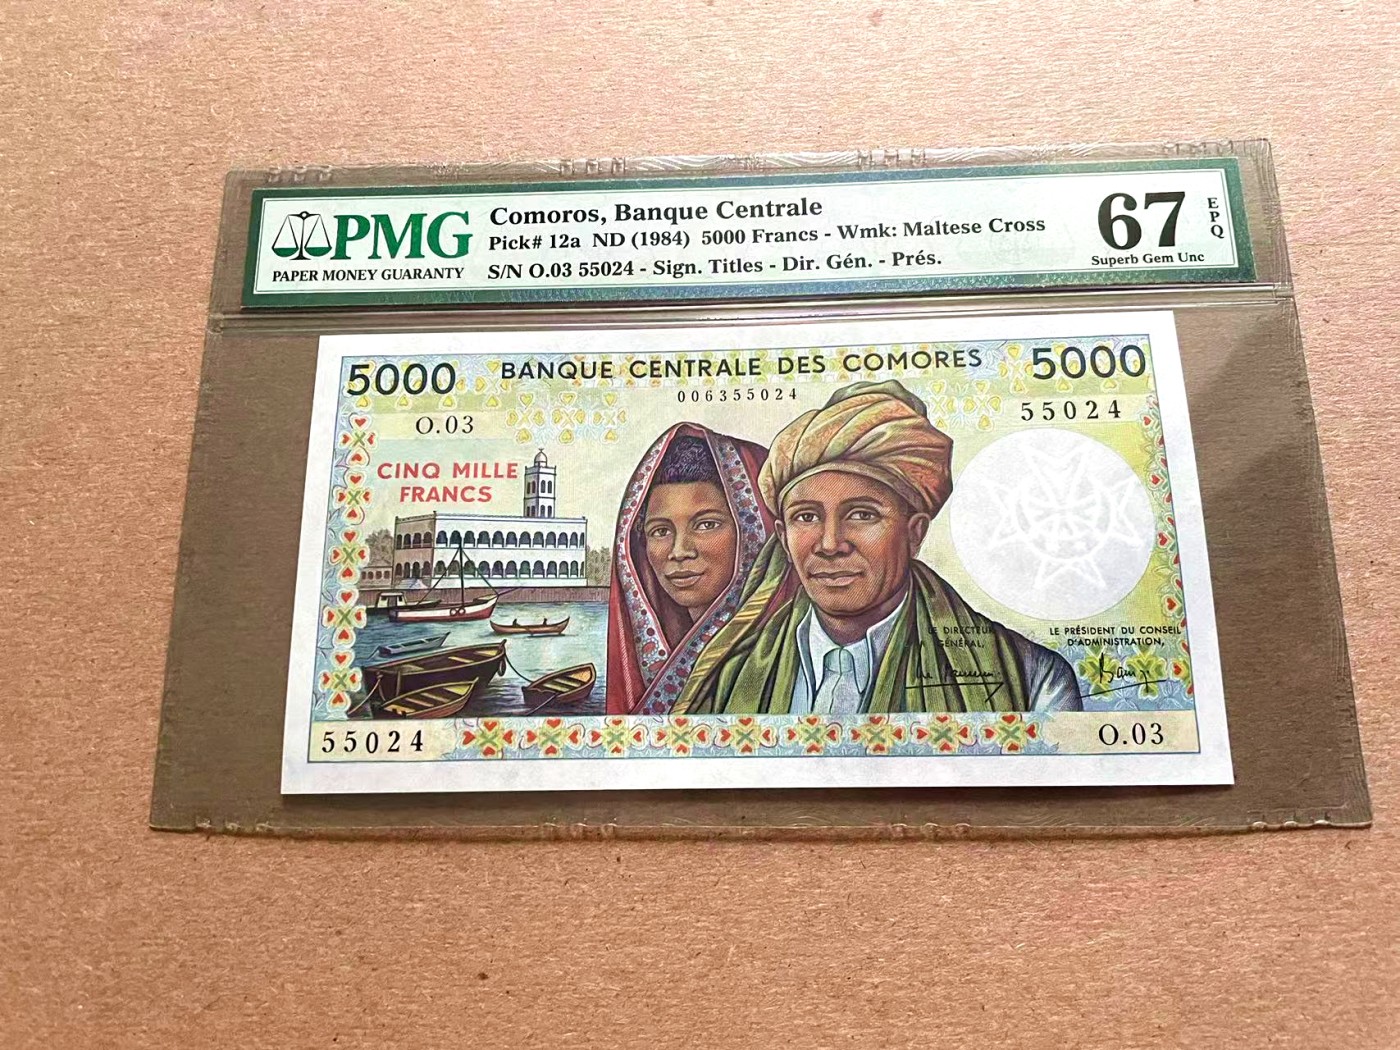 PMG
PAPER MONEY GUARANTY
Comoros, Banque Centrale
Pick# 12a ND (1984) 5000 Francs - Wmk: Maltese Cross
S/N O.03 55024 - Sign. Titles - Dir. Gén. - Prés.
67
Superb Gem Unc
EPQ
5000 BANQUE CENTRALE DES COMORES 5000
006355024
O.03
55024
CINQ MILLE
FRANCS
LE DIRECTEUR
GÉNÉRAL,
LE PRÉSIDENT DU CONSEIL
D'ADMINISTRATION,
55024
O.03